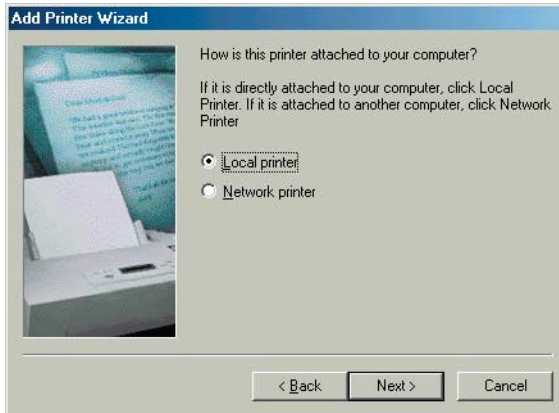 Add Printer Wizard
How is this printer attached to your computer?
If it is directly attached to your computer, click Local
Printer. If it is attached to another computer, click Network
Printer
Local printer
Network printer
< Back
Next >
Cancel